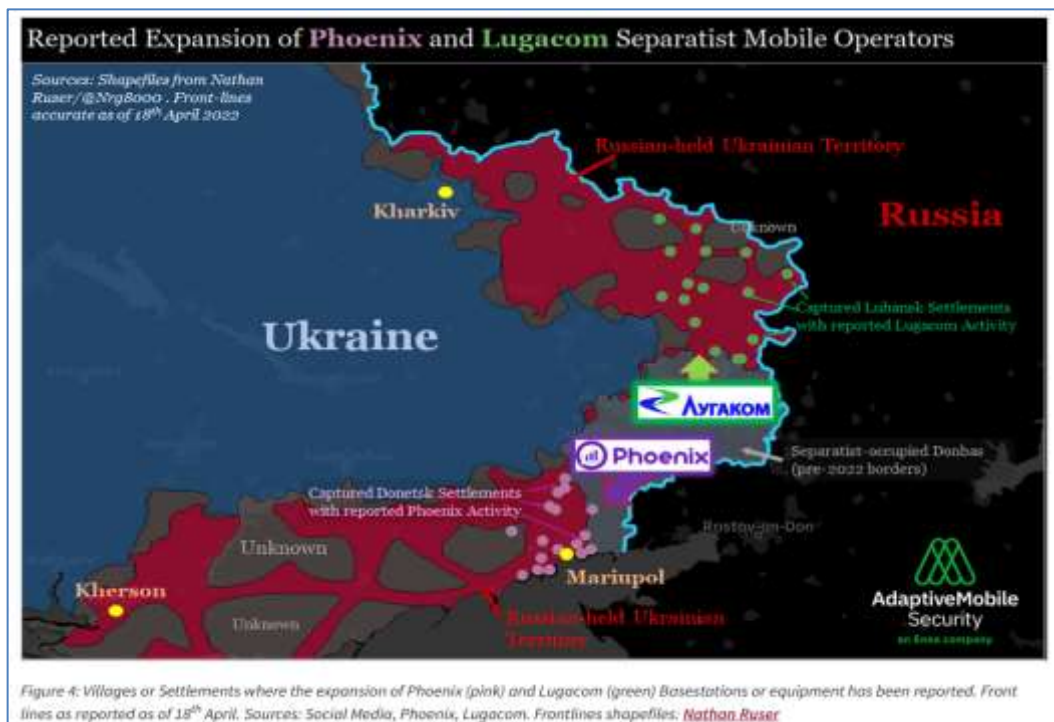 Reported Expansion of Phoenix and Lugacom Separatist Mobile Operators
Sources: Shapefiles from Nathan
Ruser/@Nrg8000 . Front-lines
accurate as of 18th April 2022
Russian-held Ukrainian Territory
Kharkiv
Unknown
Russia
Captured Luhansk Settlements
with reported Lugacom Activity
Ukraine
Лугаком
Phoenix
Separatist-occupied Donbas
(pre-2022 borders)
Captured Donetsk Settlements
with reported Phoenix Activity
Rostov-on-Don
Unknown
Mariupol
Kherson
Unknown
Russian-held Ukrainian
Territory
AdaptiveMobile
Security
an Enea company
Figure 4: Villages or Settlements where the expansion of Phoenix (pink) and Lugacom (green) Basestations or equipment has been reported. Front
lines as reported as of 18th April. Sources: Social Media, Phoenix, Lugacom. Frontlines shapefiles: Nathan Ruser